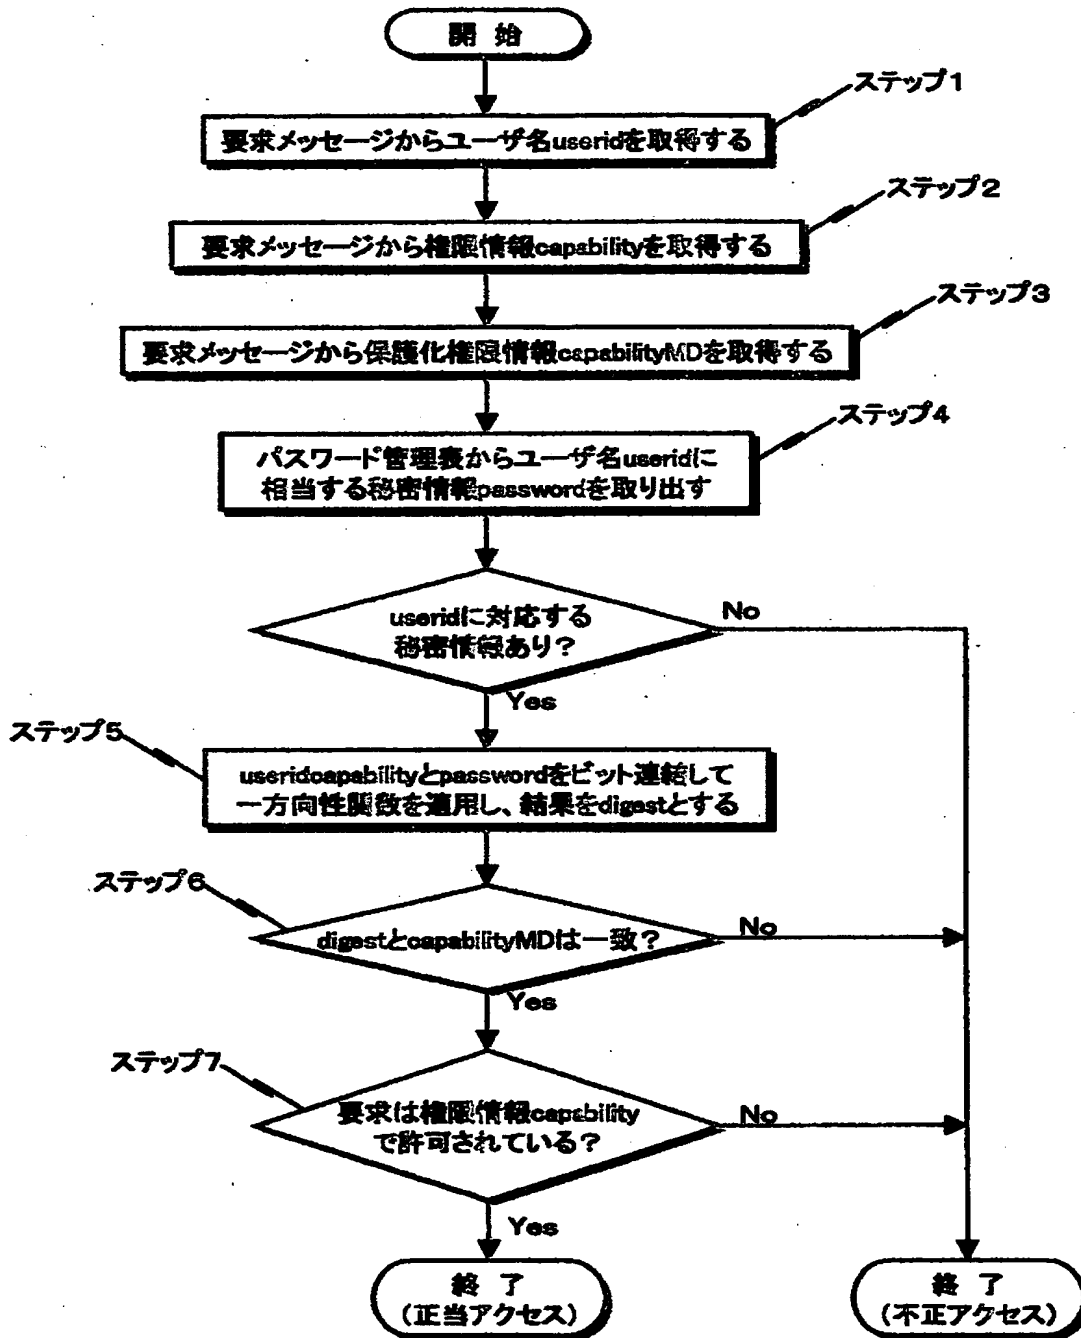 開 始
ステップ1
要求メッセージからユーザ名useridを取得する
ステップ2
要求メッセージから権限情報capabilityを取得する
ステップ3
要求メッセージから保護化権限情報capabilityMDを取得する
ステップ4
パスワード管理表からユーザ名useridに
相当する秘密情報passwordを取り出す
useridに対応する
秘密情報あり?
No
Yes
ステップ5
useridcapabilityとpasswordをビット連結して
一方向性関数を適用し、結果をdigestとする
ステップ6
digestとcapabilityMDは一致?
No
Yes
ステップ7
要求は権限情報capability
で許可されている?
No
Yes
終 了
(正当アクセス)
終 了
(不正アクセス)